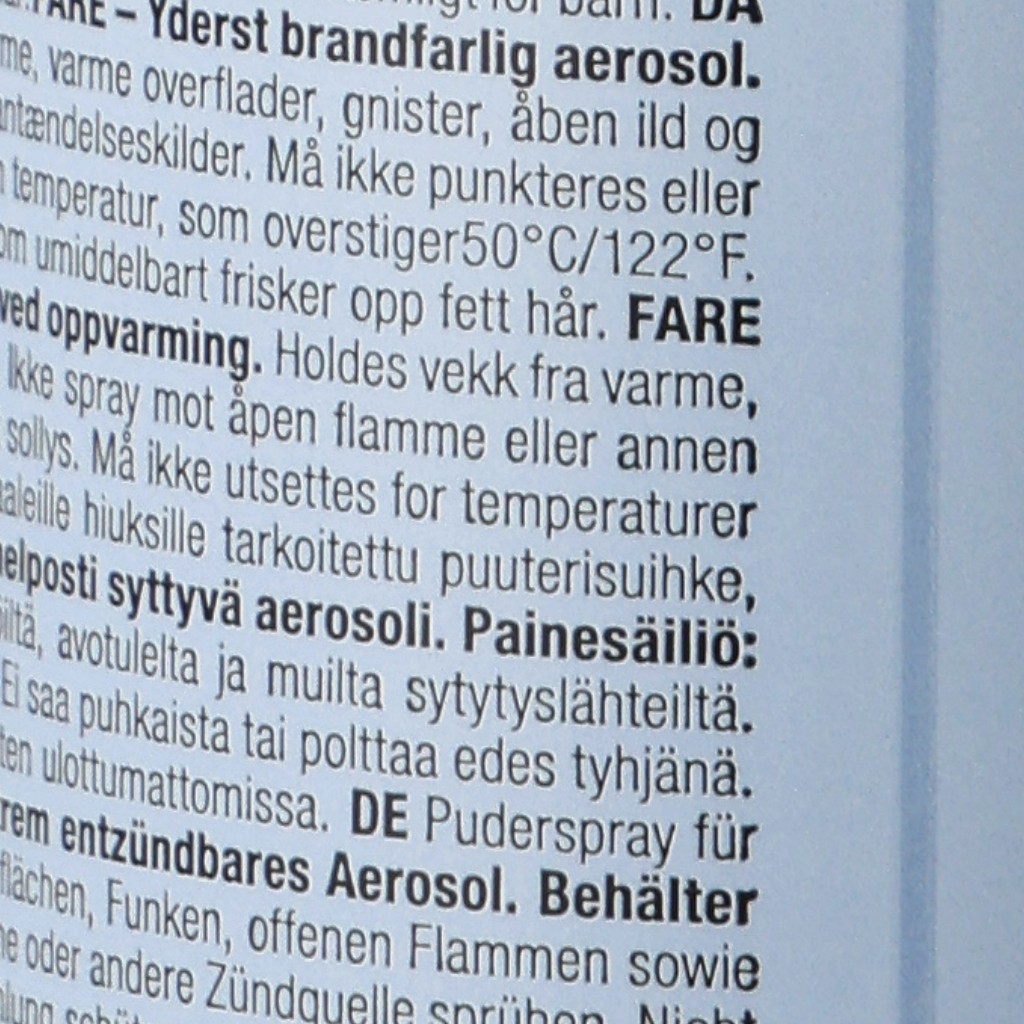 för barn. DA
FARE – Yderst brandfarlig aerosol.
varme overflader, gnister, åben ild og
antændelseskilder. Må ikke punkteres eller
temperatur, som overstiger50°C/122°F.
umiddelbart frisker opp fett hår. FARE
ved oppvarming. Holdes vekk fra varme,
Ikke spray mot åpen flamme eller annen
sollys. Må ikke utsettes for temperaturer
hiuksille tarkoitettu puuterisuihke,
syttyvä aerosoli. Painesäiliö:
avotulelta ja muilta sytytyslähteiltä.
Ei saa puhkaista tai polttaa edes tyhjänä.
ulottumattomissa. DE Puderspray für
entzündbares Aerosol. Behälter
Funken, offenen Flammen sowie
oder andere Zündquelle sprühen. Nicht